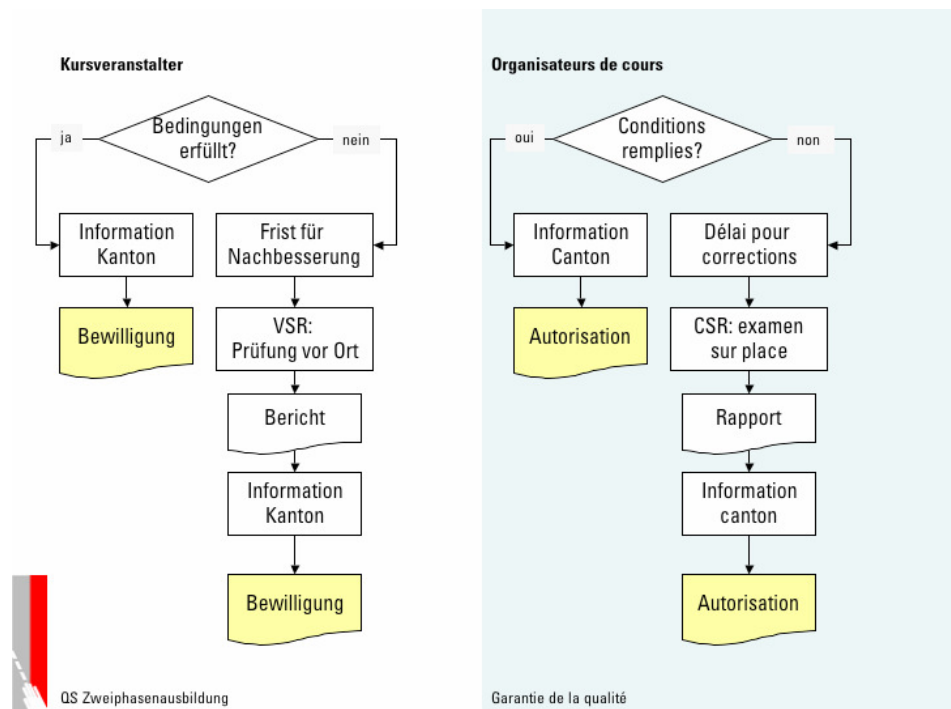 Kursveranstalter
Bedingungen
erfüllt?
ja
nein
Information
Kanton
Frist für
Nachbesserung
Bewilligung
VSR:
Prüfung vor Ort
Bericht
Information
Kanton
Bewilligung
QS Zweiphasenausbildung
Organisateurs de cours
Conditions
remplies?
oui
non
Information
Canton
Délai pour
corrections
Autorisation
CSR: examen
sur place
Rapport
Information
canton
Autorisation
Garantie de la qualité